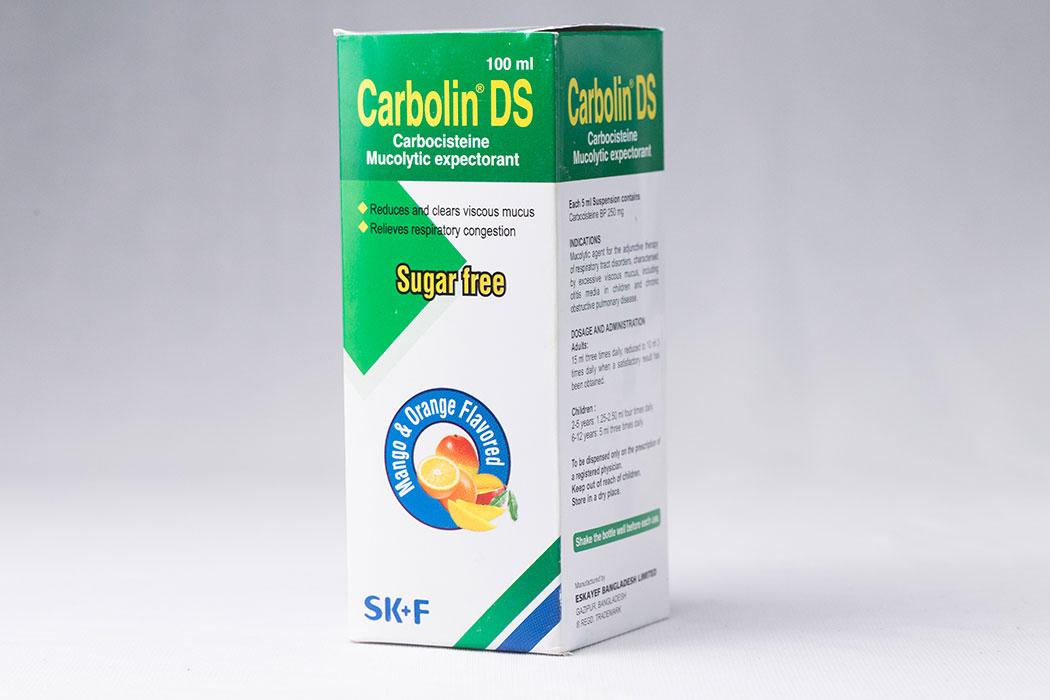 100 ml
Carbolin® DS
Carbocisteine
Mucolytic expectorant
Reduces and clears viscous mucus
Relieves respiratory congestion
Sugar free
Mango & Orange Flavored
SK+F
Carbolin® DS
Carbocisteine
Mucolytic expectorant
Each 5 ml Suspension contains
Carbocisteine BP 250 mg
INDICATIONS
Mucolytic agent for the adjunctive therapy
of respiratory tract disorders, characterised
by excessive viscous mucus, including
otitis media in children and chronic
obstructive pulmonary disease.
DOSAGE AND ADMINISTRATION
Adults:
15 ml three times daily, reduced to 10 ml 3
times daily when a satisfactory result has
been obtained.
Children :
2-5 years: 1.25-2.50 ml four times daily.
6-12 years: 5 ml three times daily.
To be dispensed only on the prescription of
a registered physician.
Keep out of reach of children.
Store in a dry place.
Shake the bottle well before each use.
Manufactured by
ESKAYEF BANGLADESH LIMITED
GAZIPUR, BANGLADESH
® REGD. TRADEMARK